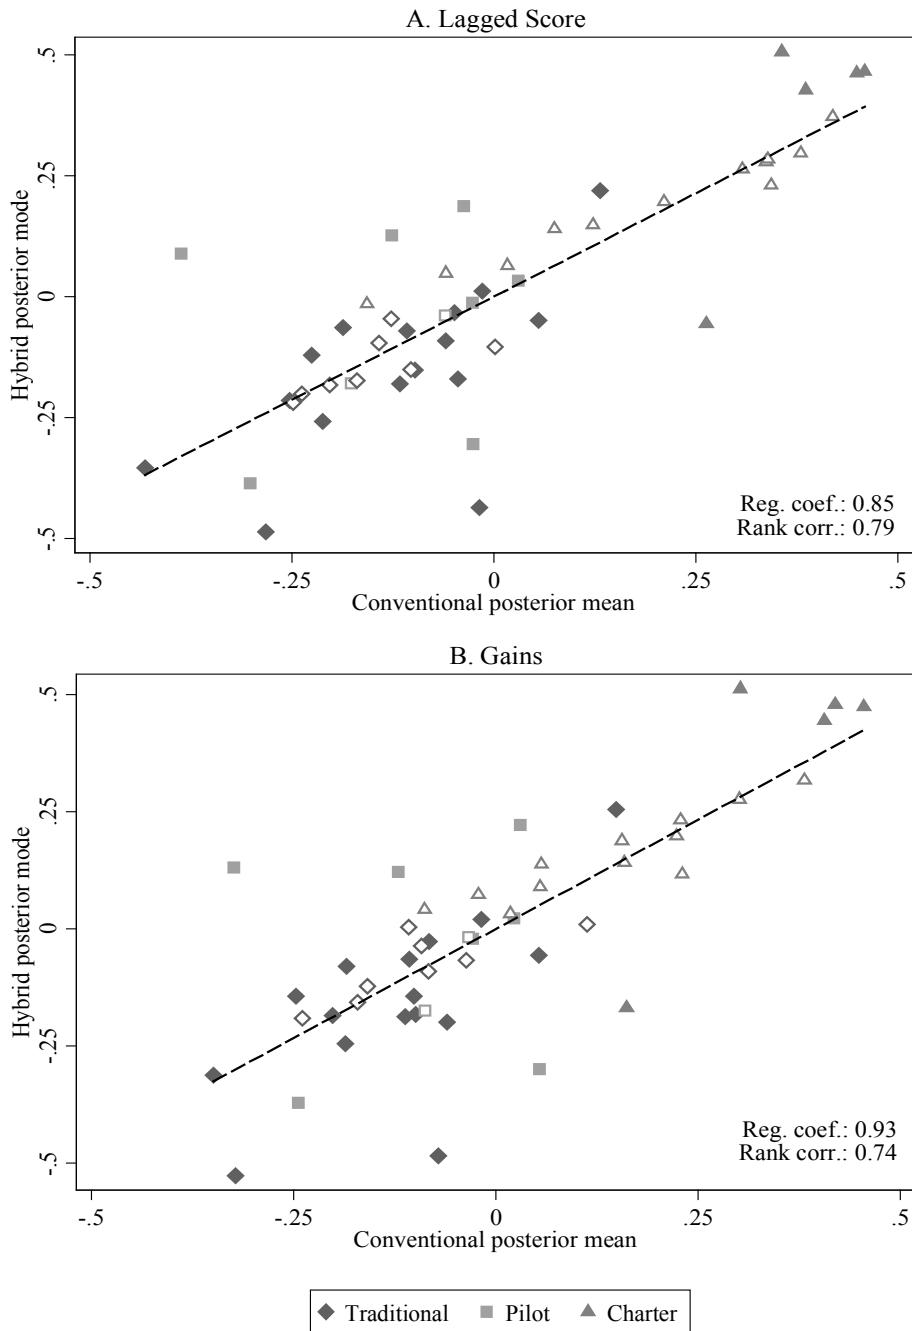 A. Lagged Score
.5
.25
0
-.25
-.5
Hybrid posterior mode
Reg. coef.: 0.85
Rank corr.: 0.79
-.5 -.25 0 .25 .5
Conventional posterior mean
B. Gains
.5
.25
0
-.25
-.5
Hybrid posterior mode
Reg. coef.: 0.93
Rank corr.: 0.74
-.5 -.25 0 .25 .5
Conventional posterior mean
Traditional Pilot Charter